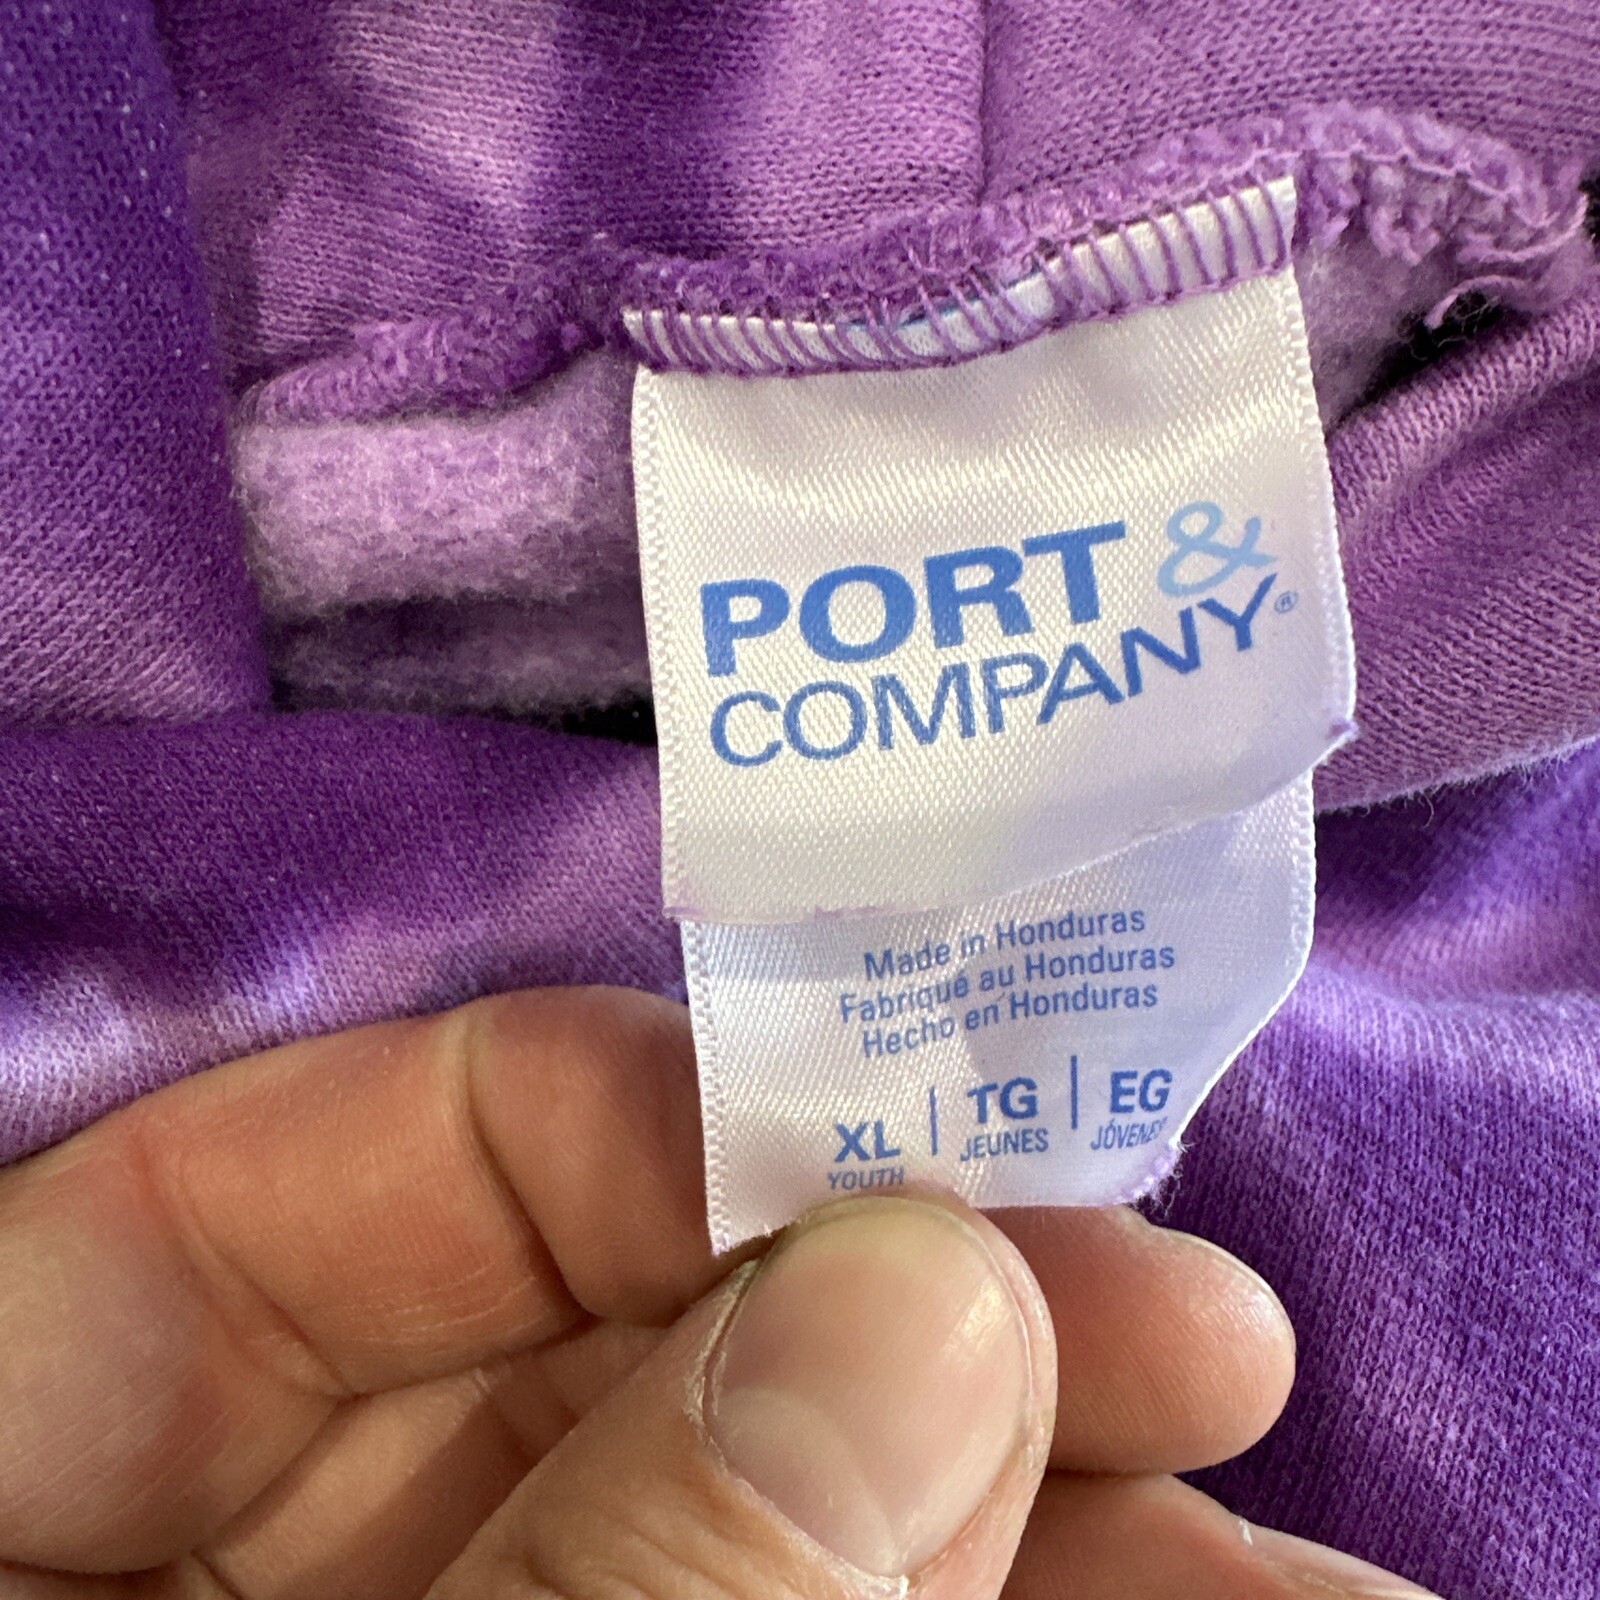 PORT &
COMPANY®
Made in Honduras
Fabriqué au Honduras
Hecho en Honduras
XL | TG | EG
YOUTH JEUNES JÓVENES